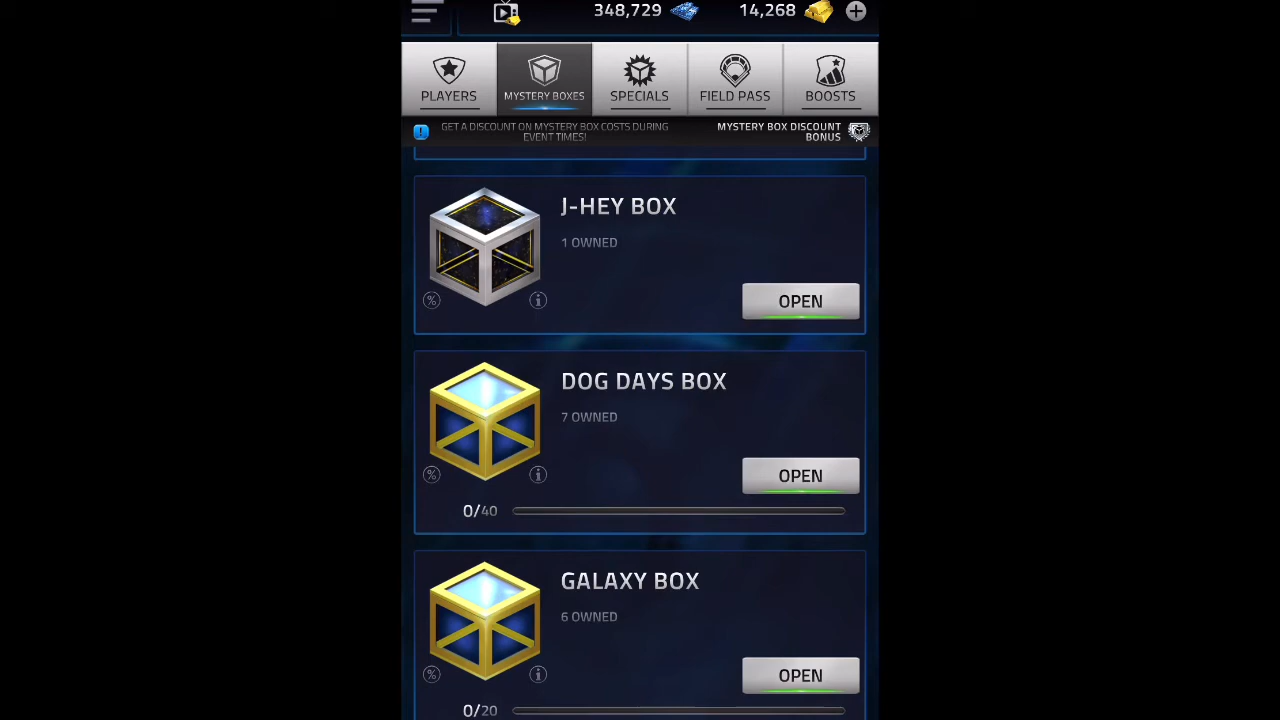 348,729
14,268
PLAYERS
MYSTERY BOXES
SPECIALS
FIELD PASS
BOOSTS
GET A DISCOUNT ON MYSTERY BOX COSTS DURING
EVENT TIMES!
MYSTERY BOX DISCOUNT
BONUS
J-HEY BOX
1 OWNED
OPEN
DOG DAYS BOX
7 OWNED
OPEN
0/40
GALAXY BOX
6 OWNED
OPEN
0/20